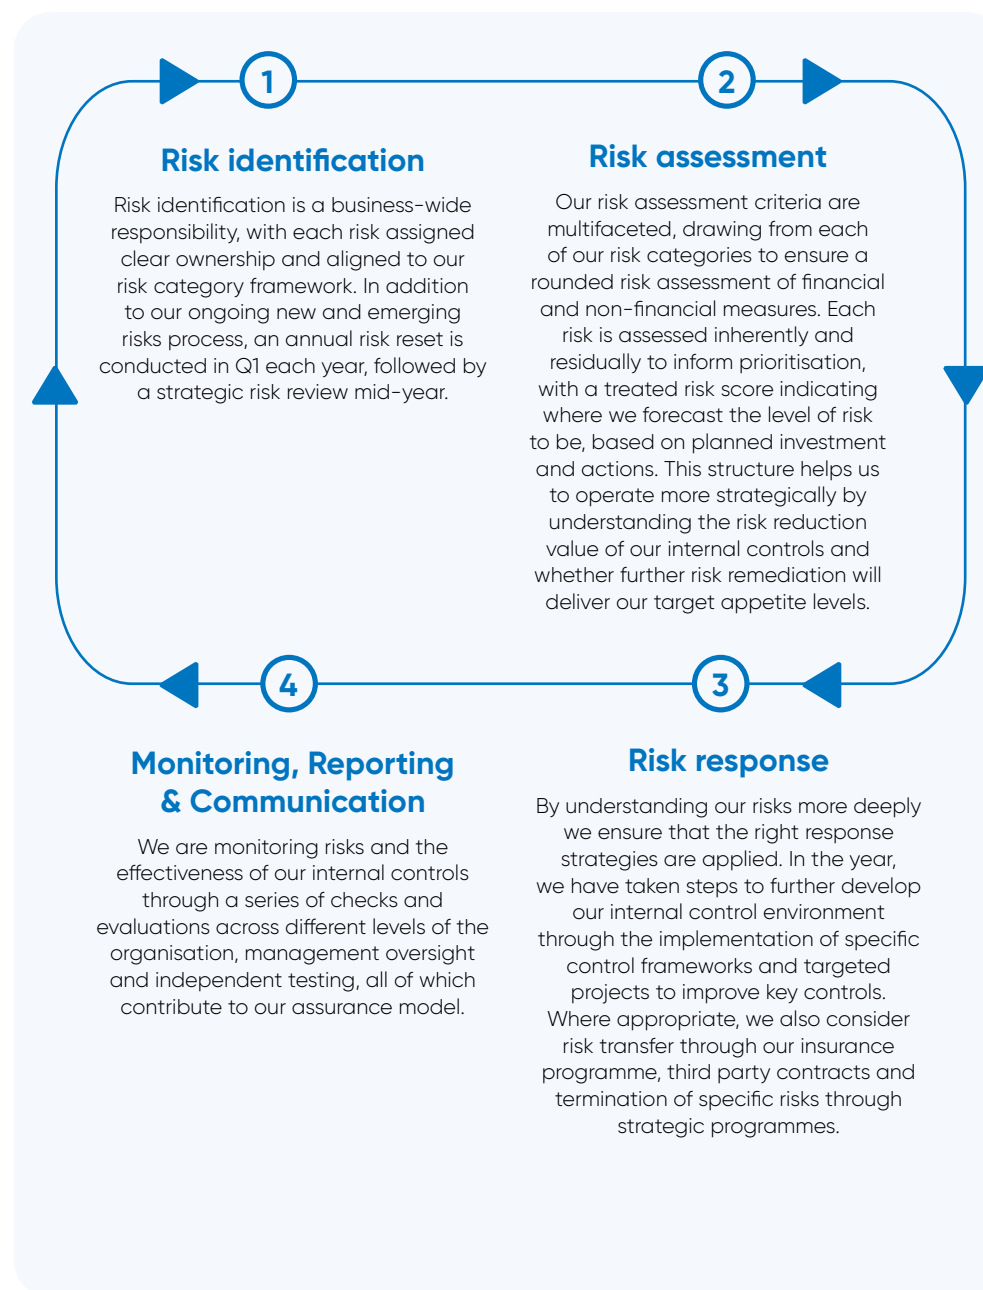 1
Risk identification
Risk identification is a business-wide
responsibility, with each risk assigned
clear ownership and aligned to our
risk category framework. In addition
to our ongoing new and emerging
risks process, an annual risk reset is
conducted in Q1 each year, followed by
a strategic risk review mid-year.
2
Risk assessment
Our risk assessment criteria are
multifaceted, drawing from each
of our risk categories to ensure a
rounded risk assessment of financial
and non-financial measures. Each
risk is assessed inherently and
residually to inform prioritisation,
with a treated risk score indicating
where we forecast the level of risk
to be, based on planned investment
and actions. This structure helps us
to operate more strategically by
understanding the risk reduction
value of our internal controls and
whether further risk remediation will
deliver our target appetite levels.
3
Risk response
By understanding our risks more deeply
we ensure that the right response
strategies are applied. In the year,
we have taken steps to further develop
our internal control environment
through the implementation of specific
control frameworks and targeted
projects to improve key controls.
Where appropriate, we also consider
risk transfer through our insurance
programme, third party contracts and
termination of specific risks through
strategic programmes.
4
Monitoring, Reporting
& Communication
We are monitoring risks and the
effectiveness of our internal controls
through a series of checks and
evaluations across different levels of the
organisation, management oversight
and independent testing, all of which
contribute to our assurance model.